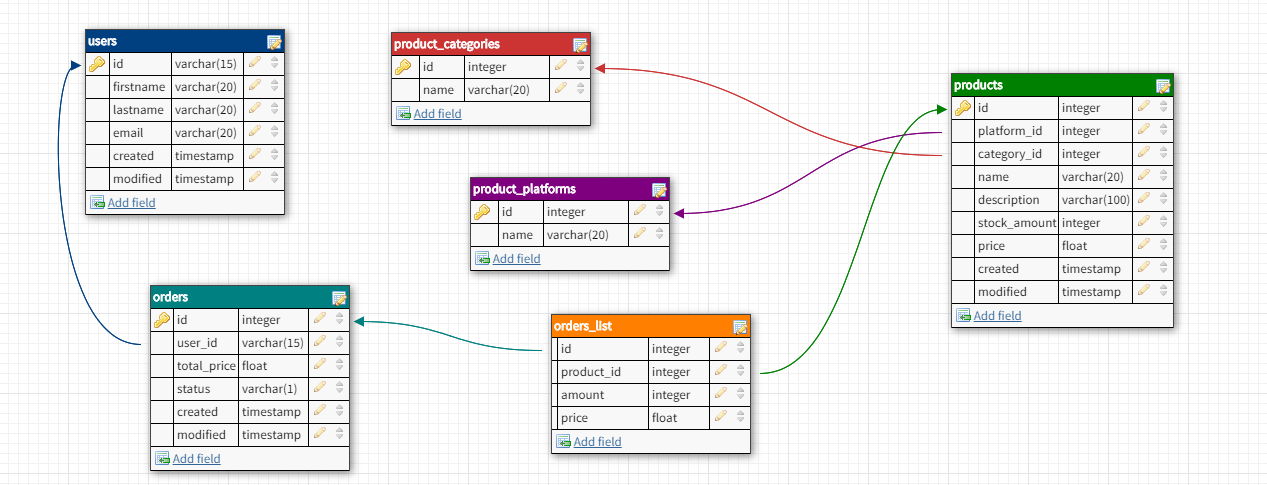 users
id varchar(15)
firstname varchar(20)
lastname varchar(20)
email varchar(20)
created timestamp
modified timestamp
Add field
product_categories
id integer
name varchar(20)
Add field
product_platforms
id integer
name varchar(20)
Add field
products
id integer
platform_id integer
category_id integer
name varchar(20)
description varchar(100)
stock_amount integer
price float
created timestamp
modified timestamp
Add field
orders
id integer
user_id varchar(15)
total_price float
status varchar(1)
created timestamp
modified timestamp
Add field
orders_list
id integer
product_id integer
amount integer
price float
Add field